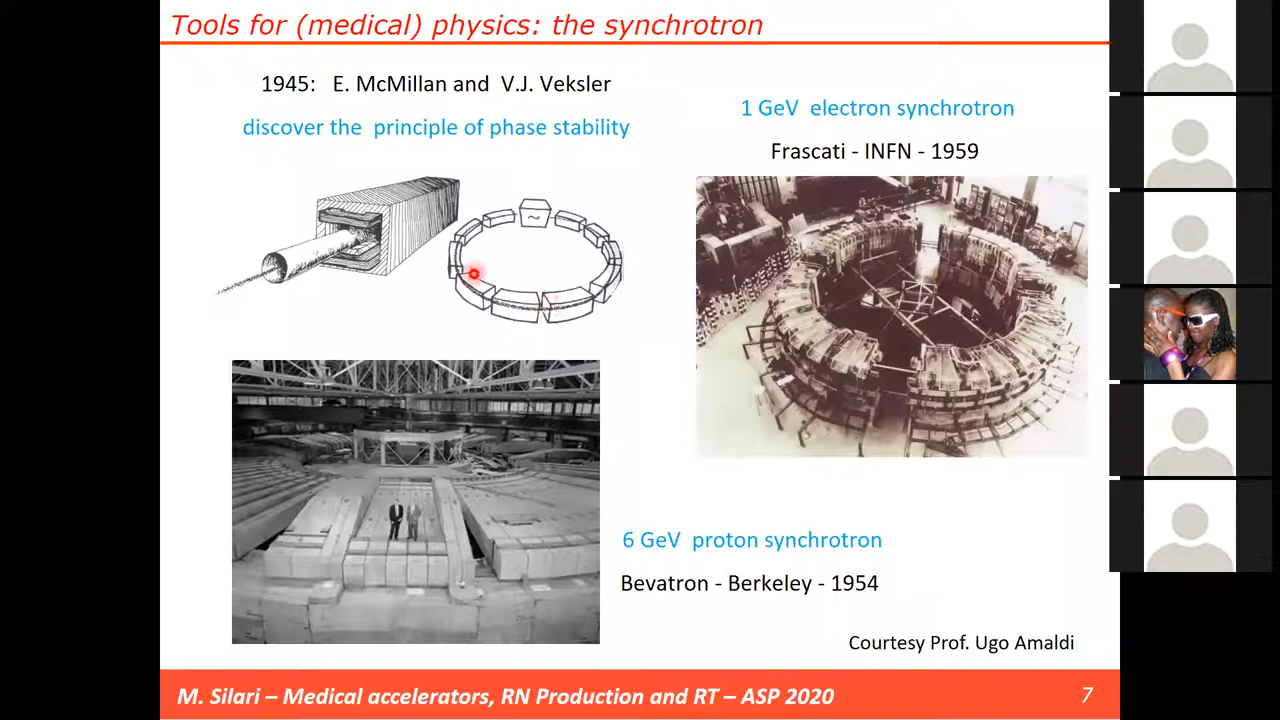 Tools for (medical) physics: the synchrotron
1945: E. McMillan and V.J. Veksler
discover the principle of phase stability
1 GeV electron synchrotron
Frascati - INFN - 1959
~
6 GeV proton synchrotron
Bevatron - Berkeley - 1954
Courtesy Prof. Ugo Amaldi
M. Silari – Medical accelerators, RN Production and RT – ASP 2020
7